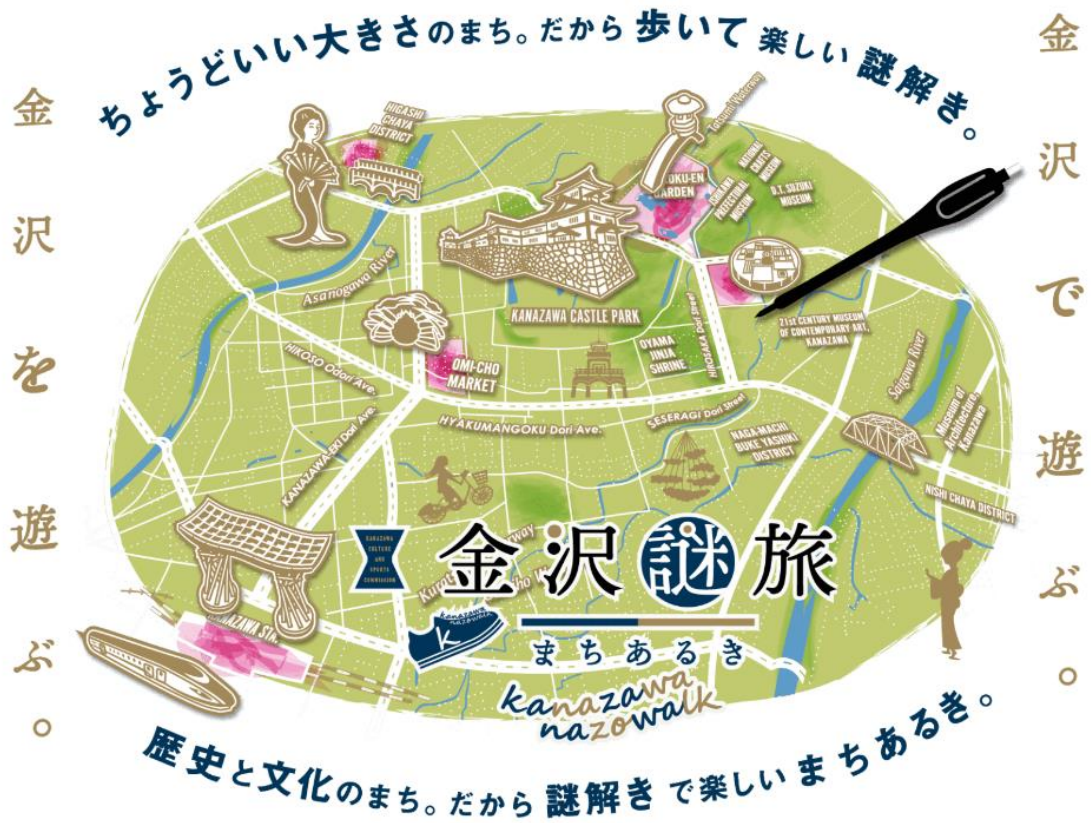 ちょうどいい大きさのまち。だから歩いて楽しい謎解き。
金沢を遊ぶ。
金沢で遊ぶ。
HIGASHI
CHAYA
DISTRICT
Tatsumi Waterway
NATIONAL
CRAFTS
MUSEUM
GARDEN
ISHIKAWA
PREFECTURAL
MUSEUM
D.T. SUZUKI
MUSEUM
Asanogawa River
KANAZAWA CASTLE PARK
HIROSAKA Dori Street
21st CENTURY MUSEUM
OF CONTEMPORARY ART,
KANAZAWA
OYAMA
JINJA
SHRINE
OMI-CHO
MARKET
HIKOSO Odori Ave.
Saigawa River
Museum of
Architecture,
Kanazawa
KANAZAWA-EKI Dori Ave.
HYAKUMANGOKU Dori Ave.
SESERAGI Dori Street
NAGA-MACHI
BUKE YASHIKI
DISTRICT
NISHI CHAYA DISTRICT
KANAZAWA
CULTURE
AND
SPORTS
COMMISSION
金沢謎旅
kanazawa
nazowalk
K
まちあるき
kanazawa
nazowalk
歴史と文化のまち。だから謎解きで楽しいまちあるき。